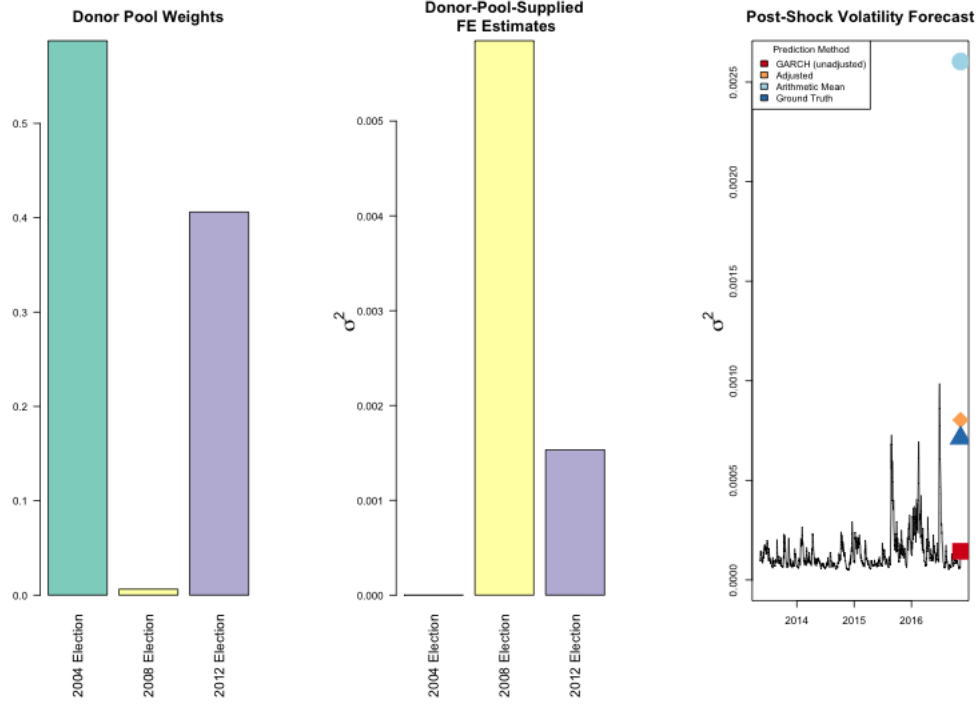 Donor Pool Weights
0.5
0.4
0.3
0.2
0.1
0.0
2004 Election
2008 Election
2012 Election
Donor-Pool-Supplied
FE Estimates
σ²
0.005
0.004
0.003
0.002
0.001
0.000
2004 Election
2008 Election
2012 Election
Post-Shock Volatility Forecast
Prediction Method
GARCH (unadjusted)
Adjusted
Arithmetic Mean
Ground Truth
σ²
0.0025
0.0020
0.0015
0.0010
0.0005
0.0000
2014
2015
2016